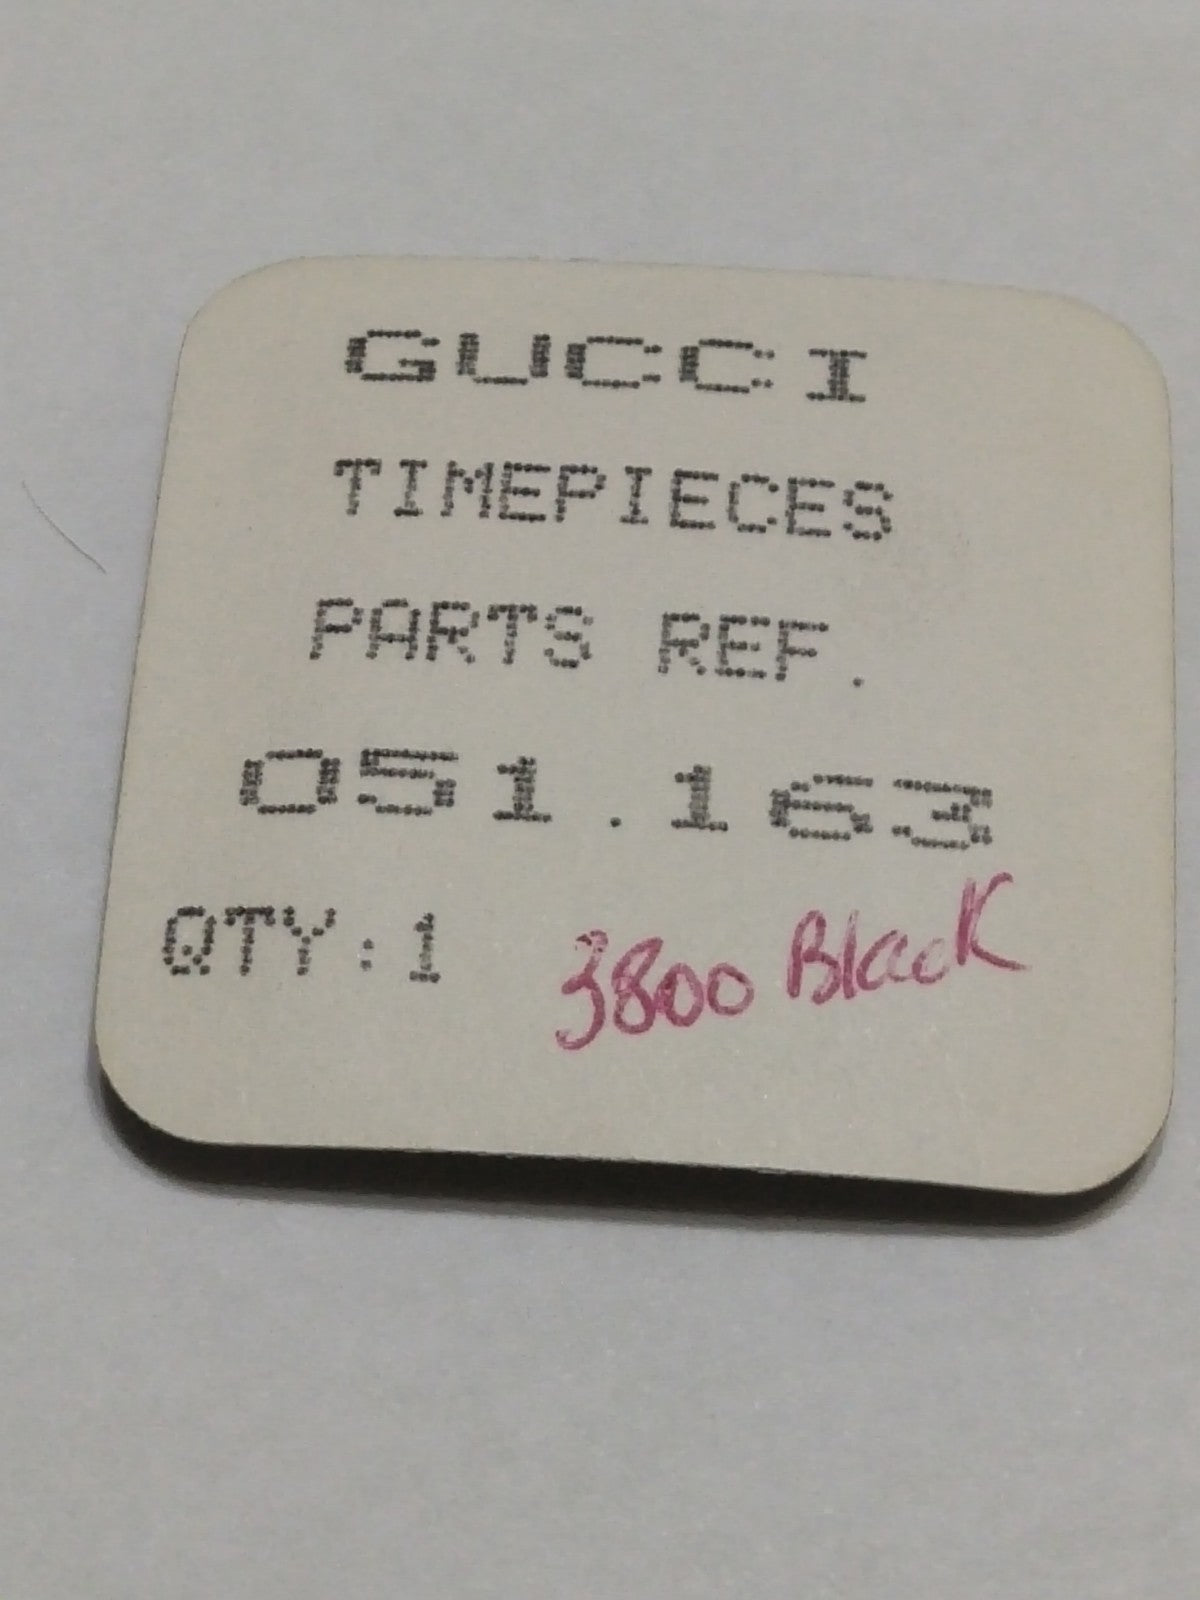 GUCCI
TIMEPIECES
PARTS REF.
051.163
QTY:1 3800 Black